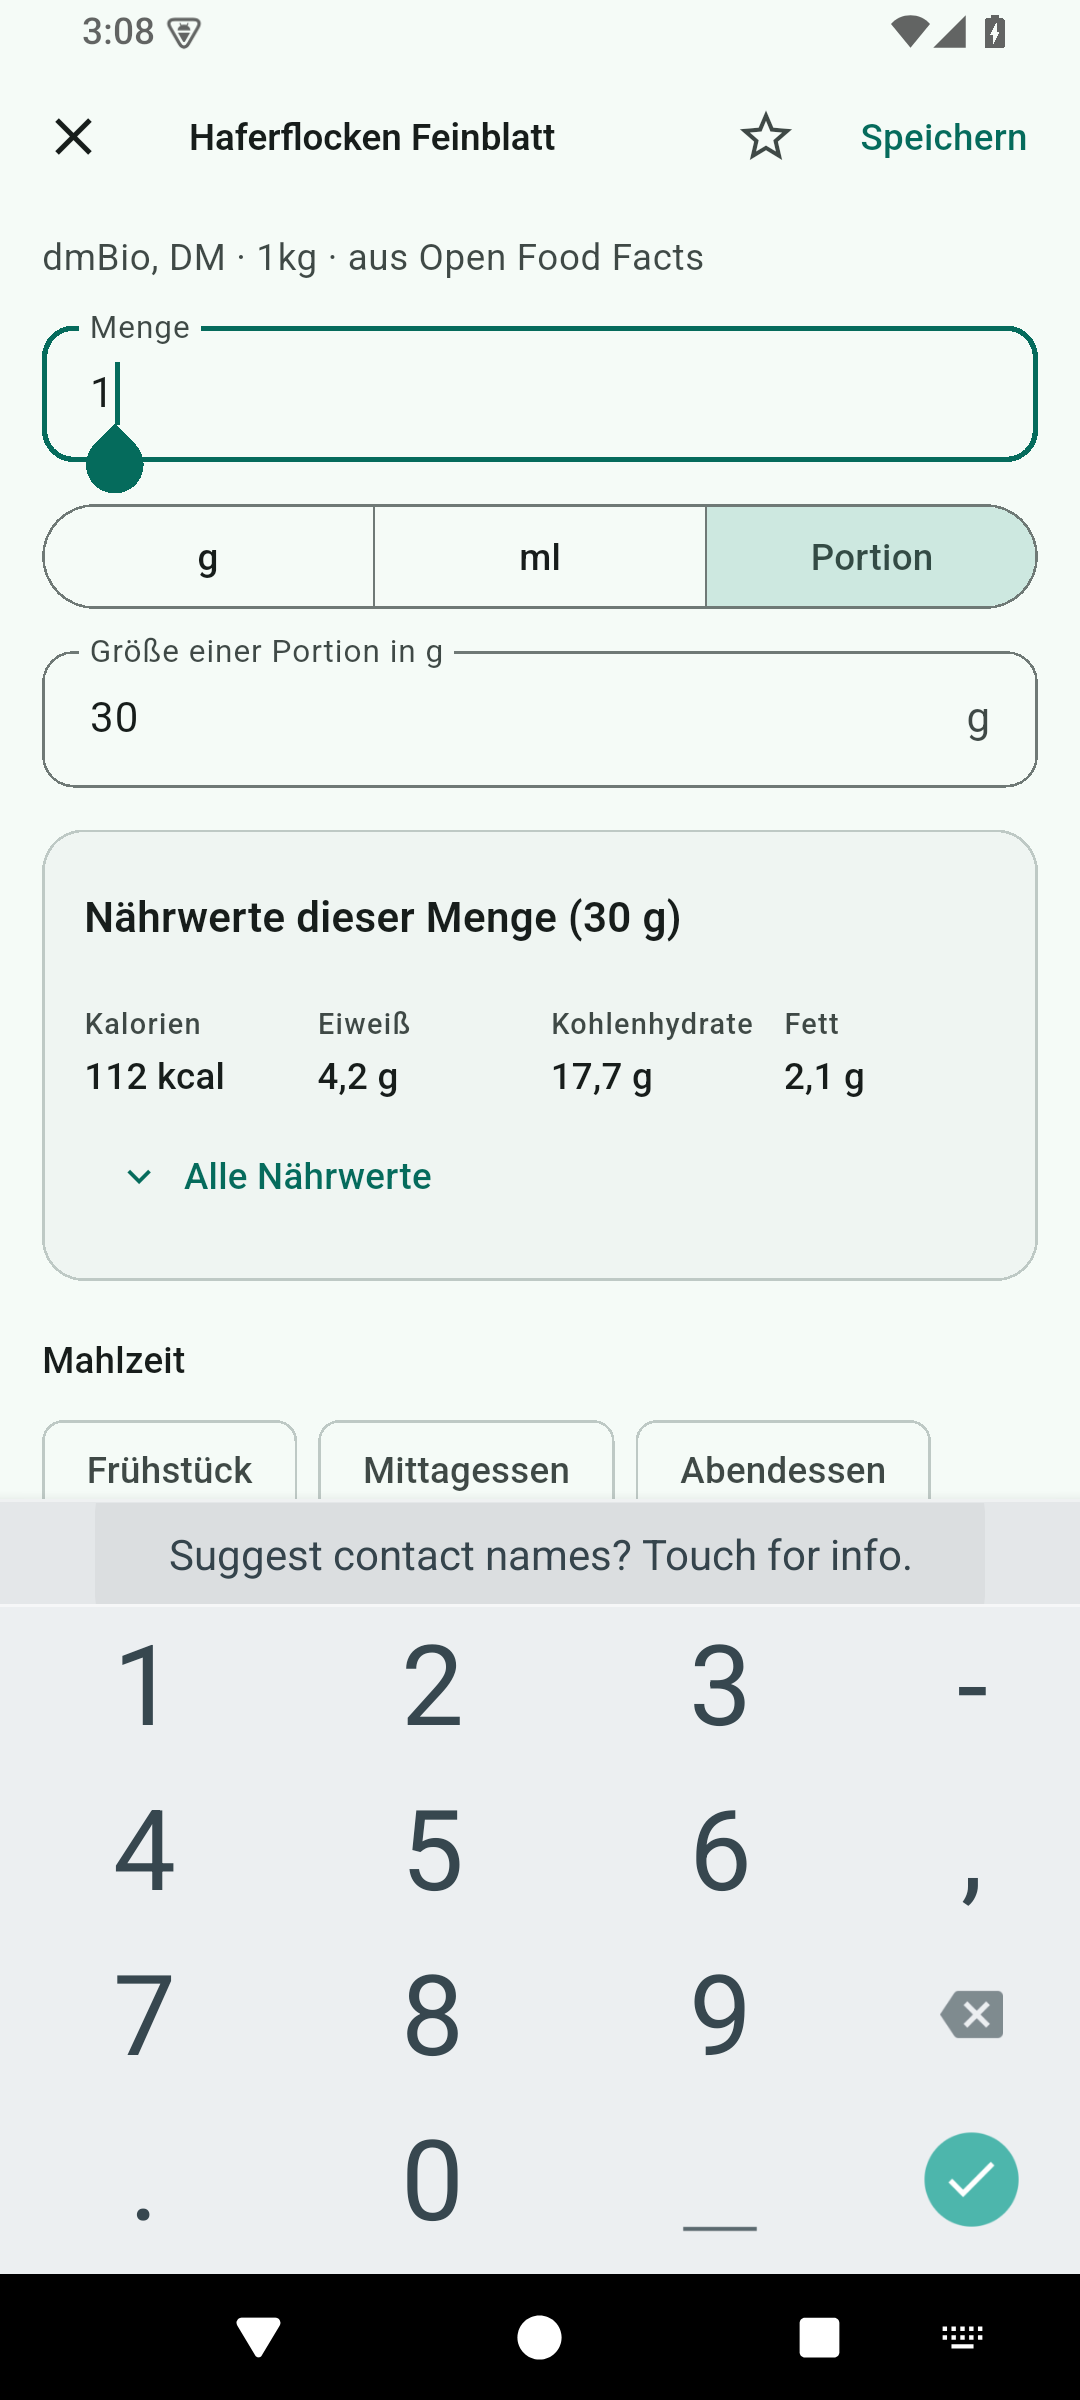 3:08
Haferflocken Feinblatt
Speichern
dmBio, DM · 1kg · aus Open Food Facts
Menge
1
g
ml
Portion
Größe einer Portion in g
30
g
Nährwerte dieser Menge (30 g)
Kalorien
Eiweiß
Kohlenhydrate
Fett
112 kcal
4,2 g
17,7 g
2,1 g
Alle Nährwerte
Mahlzeit
Frühstück
Mittagessen
Abendessen
Suggest contact names? Touch for info.
1 2 3 -
4 5 6 ,
7 8 9
. 0 _